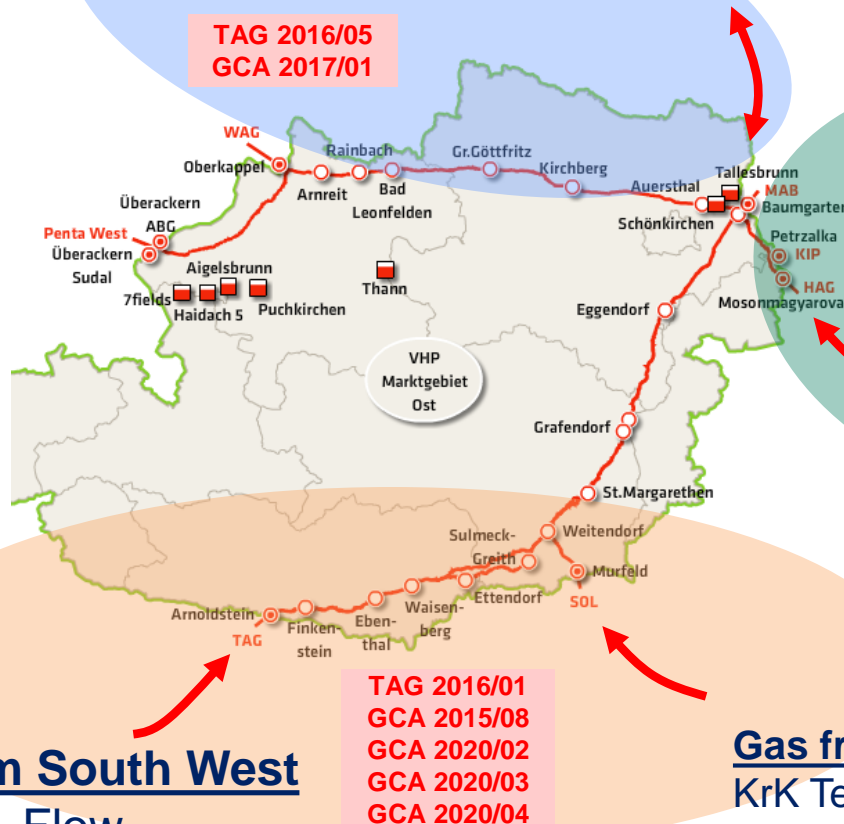 TAG 2016/05
GCA 2017/01
WAG
Oberkappel
Rainbach
Arnreit
Bad
Leonfelden
Gr.Göttfritz
Kirchberg
Auersthal
Tallesbrunn
MAB
Baumgarten
Schönkirchen
Überackern
ABG
Penta West
Überackern
Sudal
Petrzalka
KIP
HAG
Mosonmagyarova
Aigelsbrunn
7fields
Haidach 5
Puchkirchen
Thann
Eggendorf
VHP
Marktgebiet
Ost
Grafendorf
St.Margarethen
Sulmeck-
Greith
Weitendorf
Murfeld
SOL
Arnoldstein
TAG
Finken-
stein
Eben-
thal
Waisen-
berg
Ettendorf
TAG 2016/01
GCA 2015/08
GCA 2020/02
GCA 2020/03
GCA 2020/04
m South West
Flow
Gas fr
KrK Te